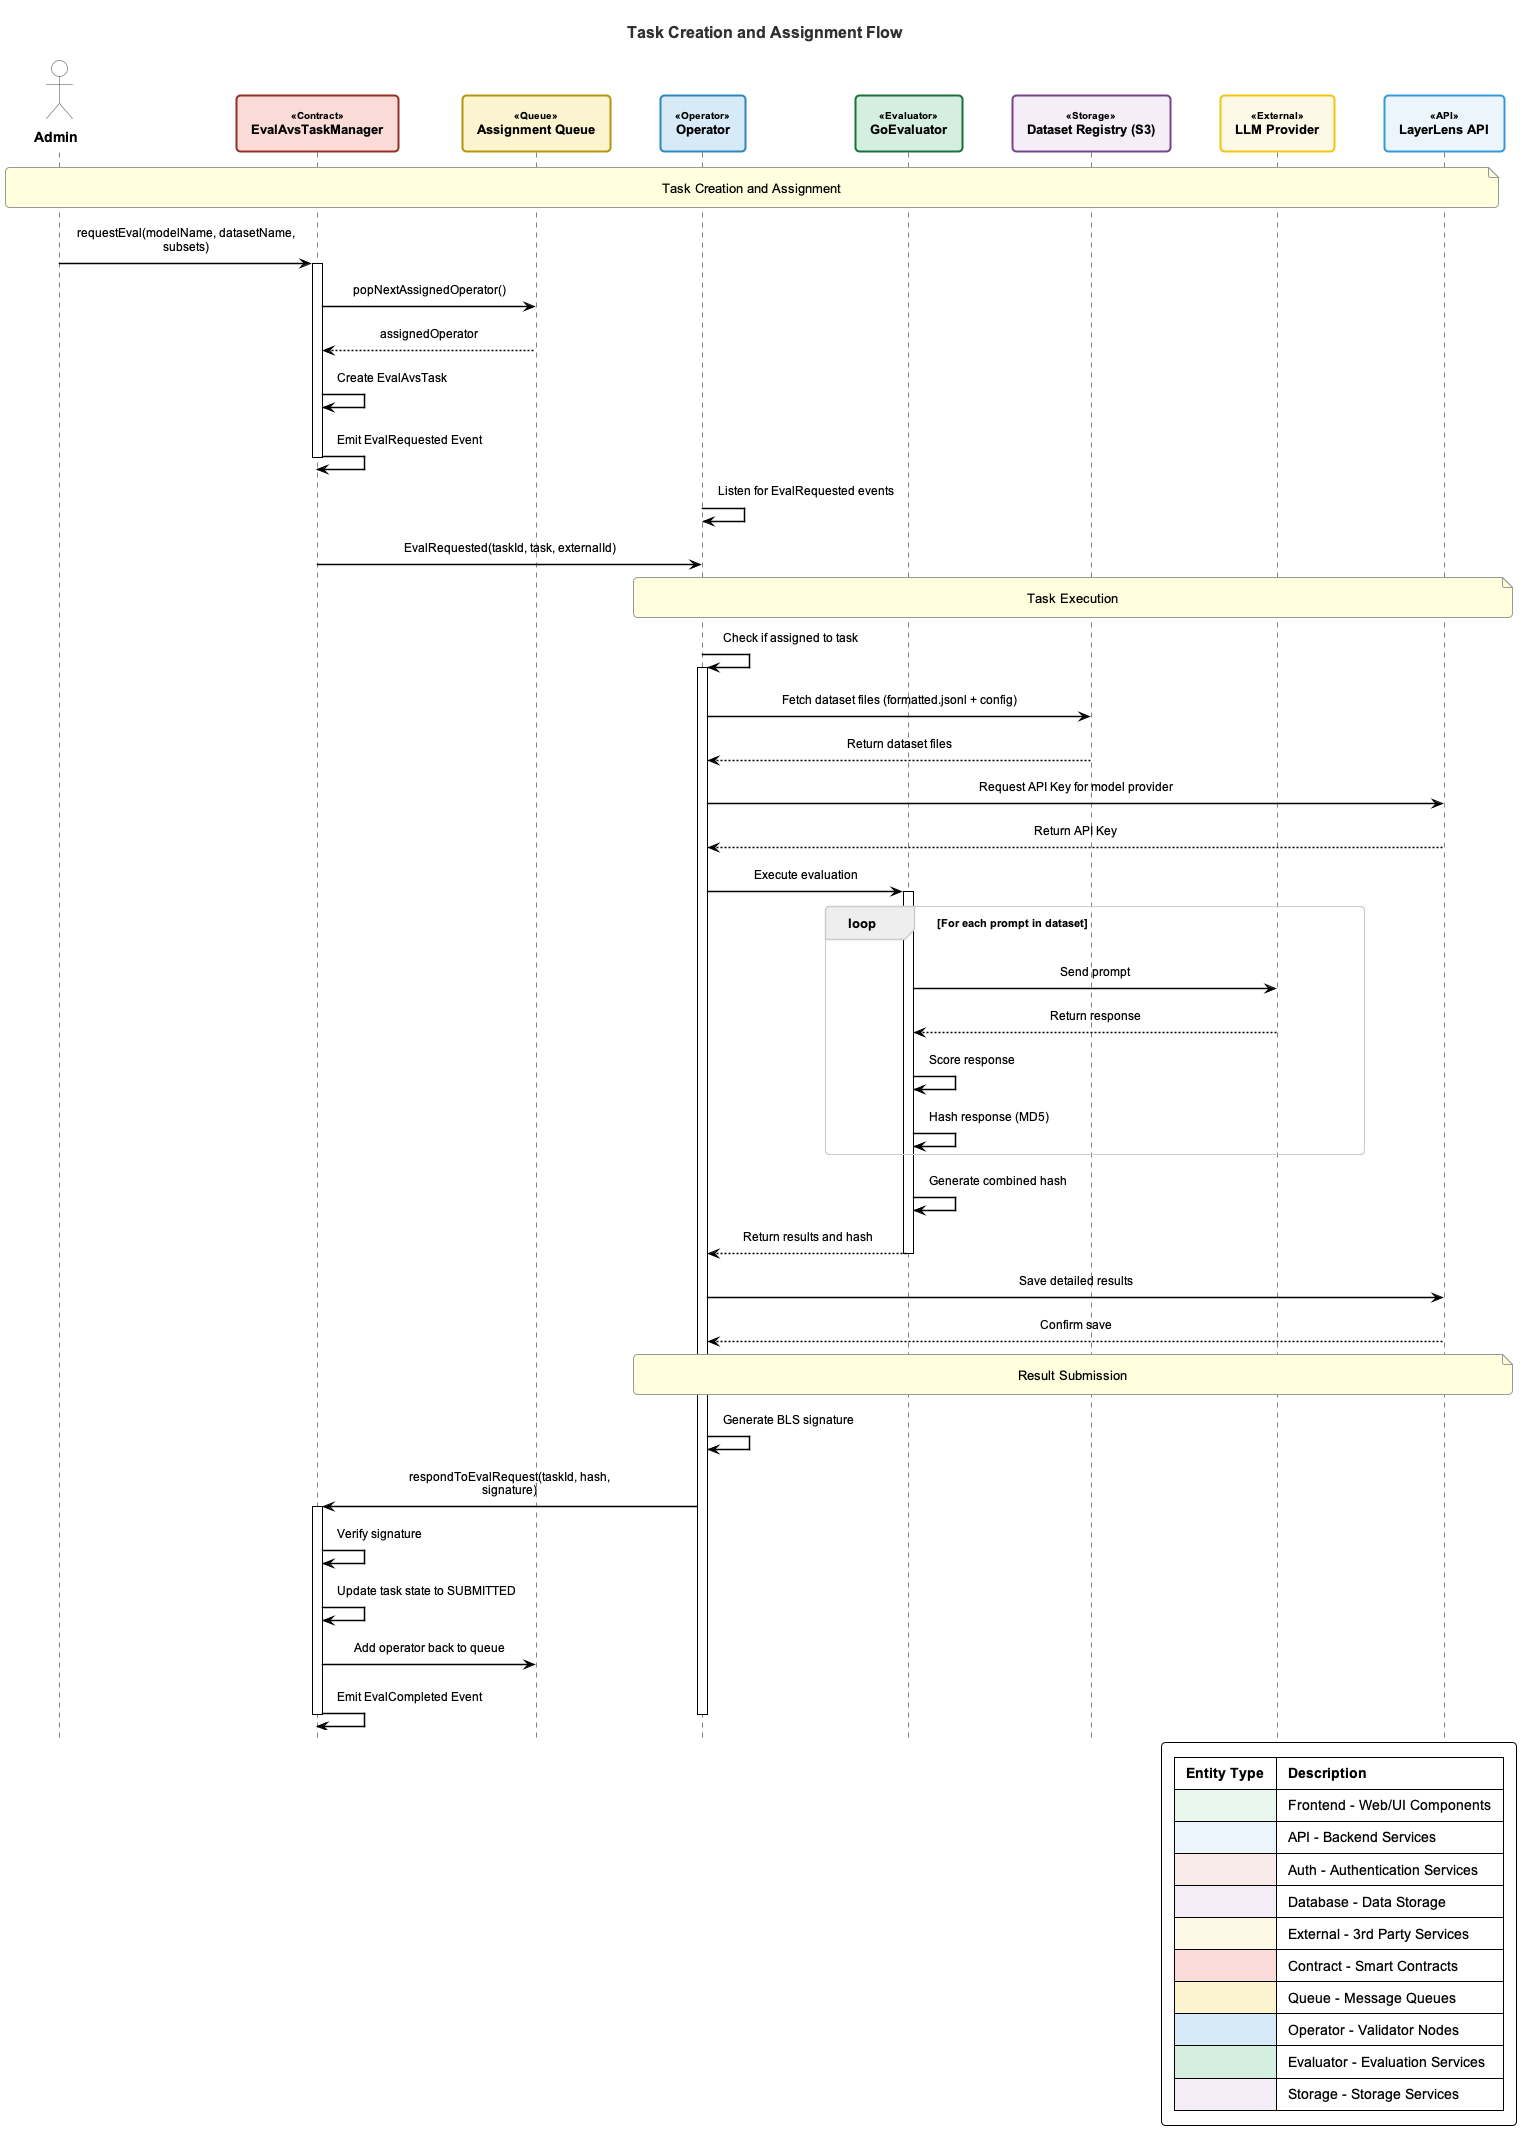 Task Creation and Assignment Flow
Admin
«Contract»
EvalAvsTaskManager
«Queue»
Assignment Queue
«Operator»
Operator
«Evaluator»
GoEvaluator
«Storage»
Dataset Registry (S3)
«External»
LLM Provider
«API»
LayerLens API
Task Creation and Assignment
requestEval(modelName, datasetName,
subsets)
popNextAssignedOperator()
assignedOperator
Create EvalAvsTask
Emit EvalRequested Event
Listen for EvalRequested events
EvalRequested(taskId, task, externalId)
Task Execution
Check if assigned to task
Fetch dataset files (formatted.jsonl + config)
Return dataset files
Request API Key for model provider
Return API Key
Execute evaluation
loop
[For each prompt in dataset]
Send prompt
Return response
Score response
Hash response (MD5)
Generate combined hash
Return results and hash
Save detailed results
Confirm save
Result Submission
Generate BLS signature
respondToEvalRequest(taskId, hash,
signature)
Verify signature
Update task state to SUBMITTED
Add operator back to queue
Emit EvalCompleted Event
Entity Type Description
Frontend - Web/UI Components
API - Backend Services
Auth - Authentication Services
Database - Data Storage
External - 3rd Party Services
Contract - Smart Contracts
Queue - Message Queues
Operator - Validator Nodes
Evaluator - Evaluation Services
Storage - Storage Services